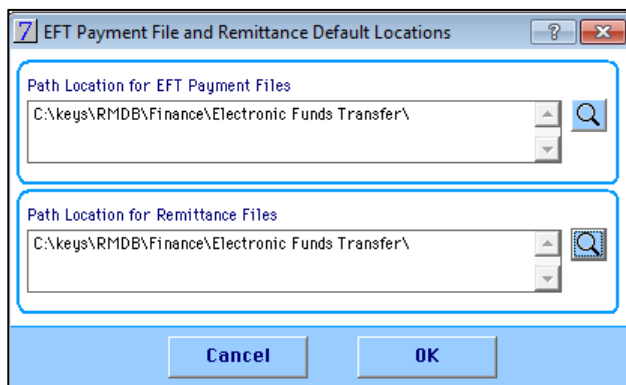 7 EFT Payment File and Remittance Default Locations ? x
Path Location for EFT Payment Files
C:\keys\RMDB\Finance\Electronic Funds Transfer\
Path Location for Remittance Files
C:\keys\RMDB\Finance\Electronic Funds Transfer\
Cancel OK